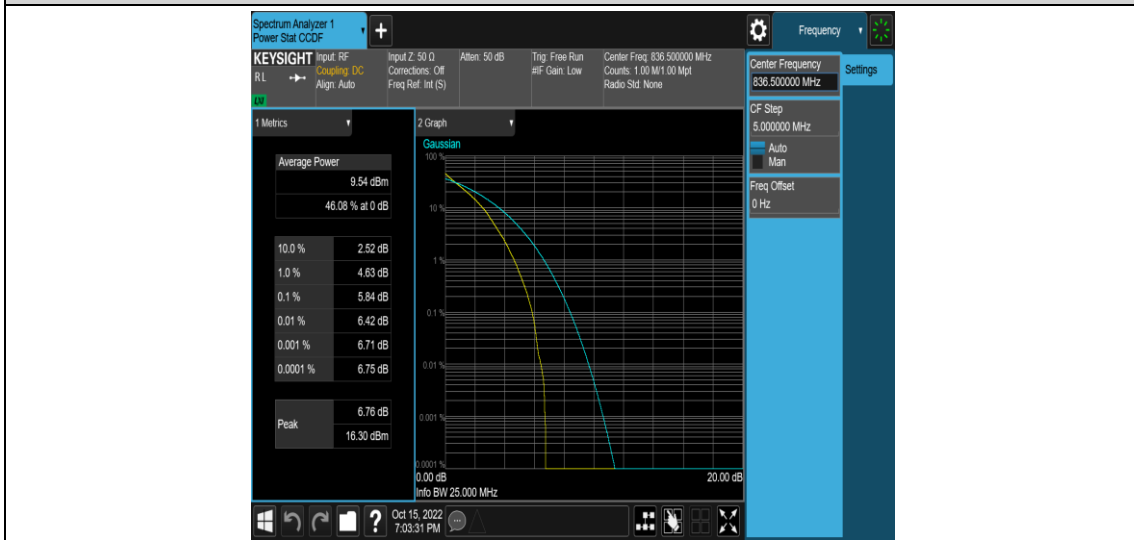 Spectrum Analyzer 1
Power Stat CCDF
+
Frequency
KEYSIGHT
RL
LXI
Input: RF
Coupling: DC
Align: Auto
Input Z: 50 Ω
Corrections: Off
Freq Ref: Int (S)
Atten: 50 dB
Trig: Free Run
#IF Gain: Low
Center Freq: 836.500000 MHz
Counts: 1.00 M/1.00 Mpt
Radio Std: None
Center Frequency
836.500000 MHz
Settings
CF Step
5.000000 MHz
Auto
Man
Freq Offset
0 Hz
1 Metrics
Average Power
9.54 dBm
46.08 % at 0 dB
10.0 % 2.52 dB
1.0 % 4.63 dB
0.1 % 5.84 dB
0.01 % 6.42 dB
0.001 % 6.71 dB
0.0001 % 6.75 dB
Peak 6.76 dB
16.30 dBm
2 Graph
Gaussian
100 %
10 %
1 %
0.1 %
0.01 %
0.001 %
0.0001 %
0.00 dB 20.00 dB
Info BW 25.000 MHz
?
Oct 15, 2022
7:03:31 PM